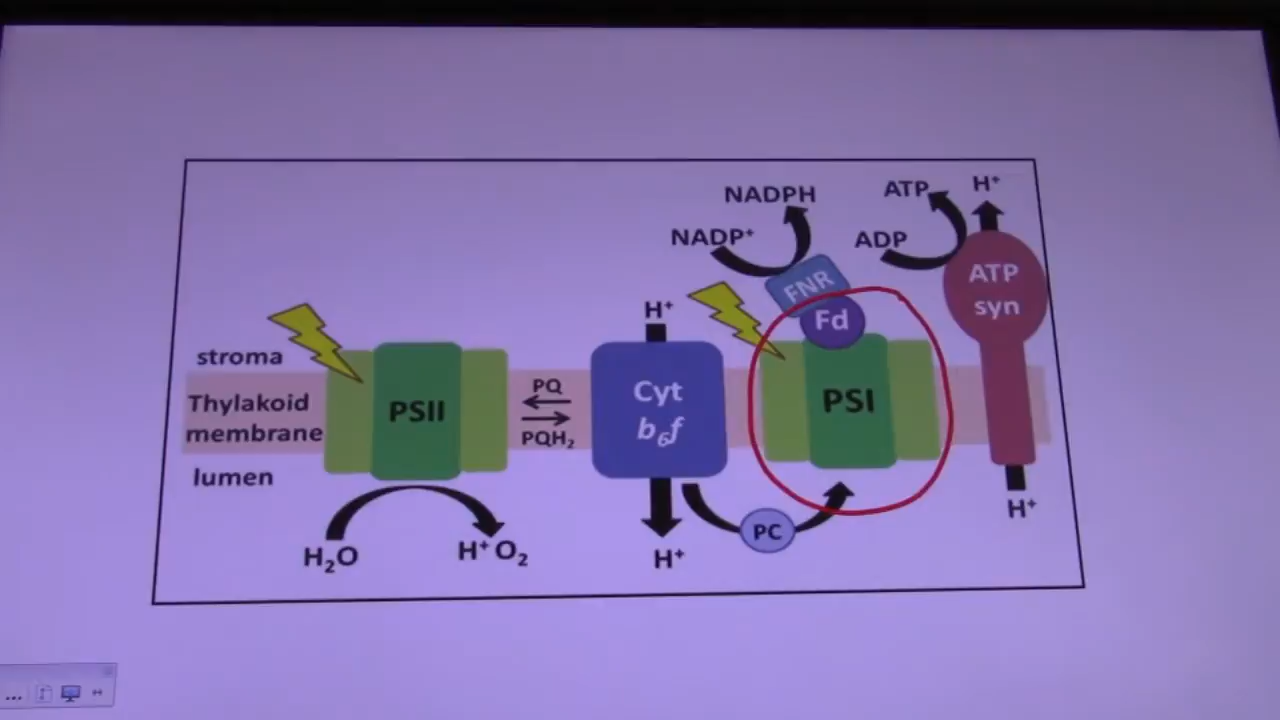 NADPH
NADP⁺
ATP
H⁺
ADP
FNR
ATP
syn
Fd
H⁺
stroma
Thylakoid
membrane
lumen
PSII
PQ
PQH₂
Cyt
b₆f
PSI
H₂O
H⁺ O₂
H⁺
PC
H⁺
...